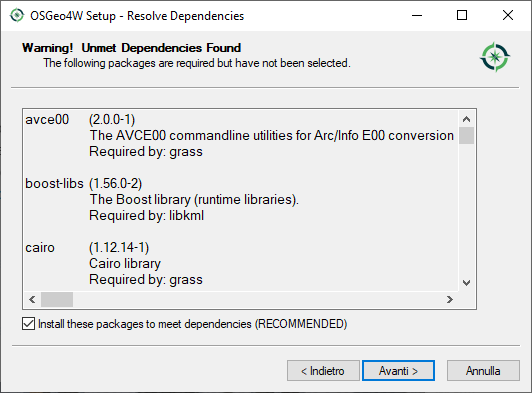 OSGeo4W Setup - Resolve Dependencies
Warning! Unmet Dependencies Found
The following packages are required but have not been selected.
avce00 (2.0.0-1)
The AVCE00 commandline utilities for Arc/Info E00 conversion
Required by: grass
boost-libs (1.56.0-2)
The Boost library (runtime libraries).
Required by: libkml
cairo (1.12.14-1)
Cairo library
Required by: grass
Install these packages to meet dependencies (RECOMMENDED)
< Indietro Avanti > Annulla